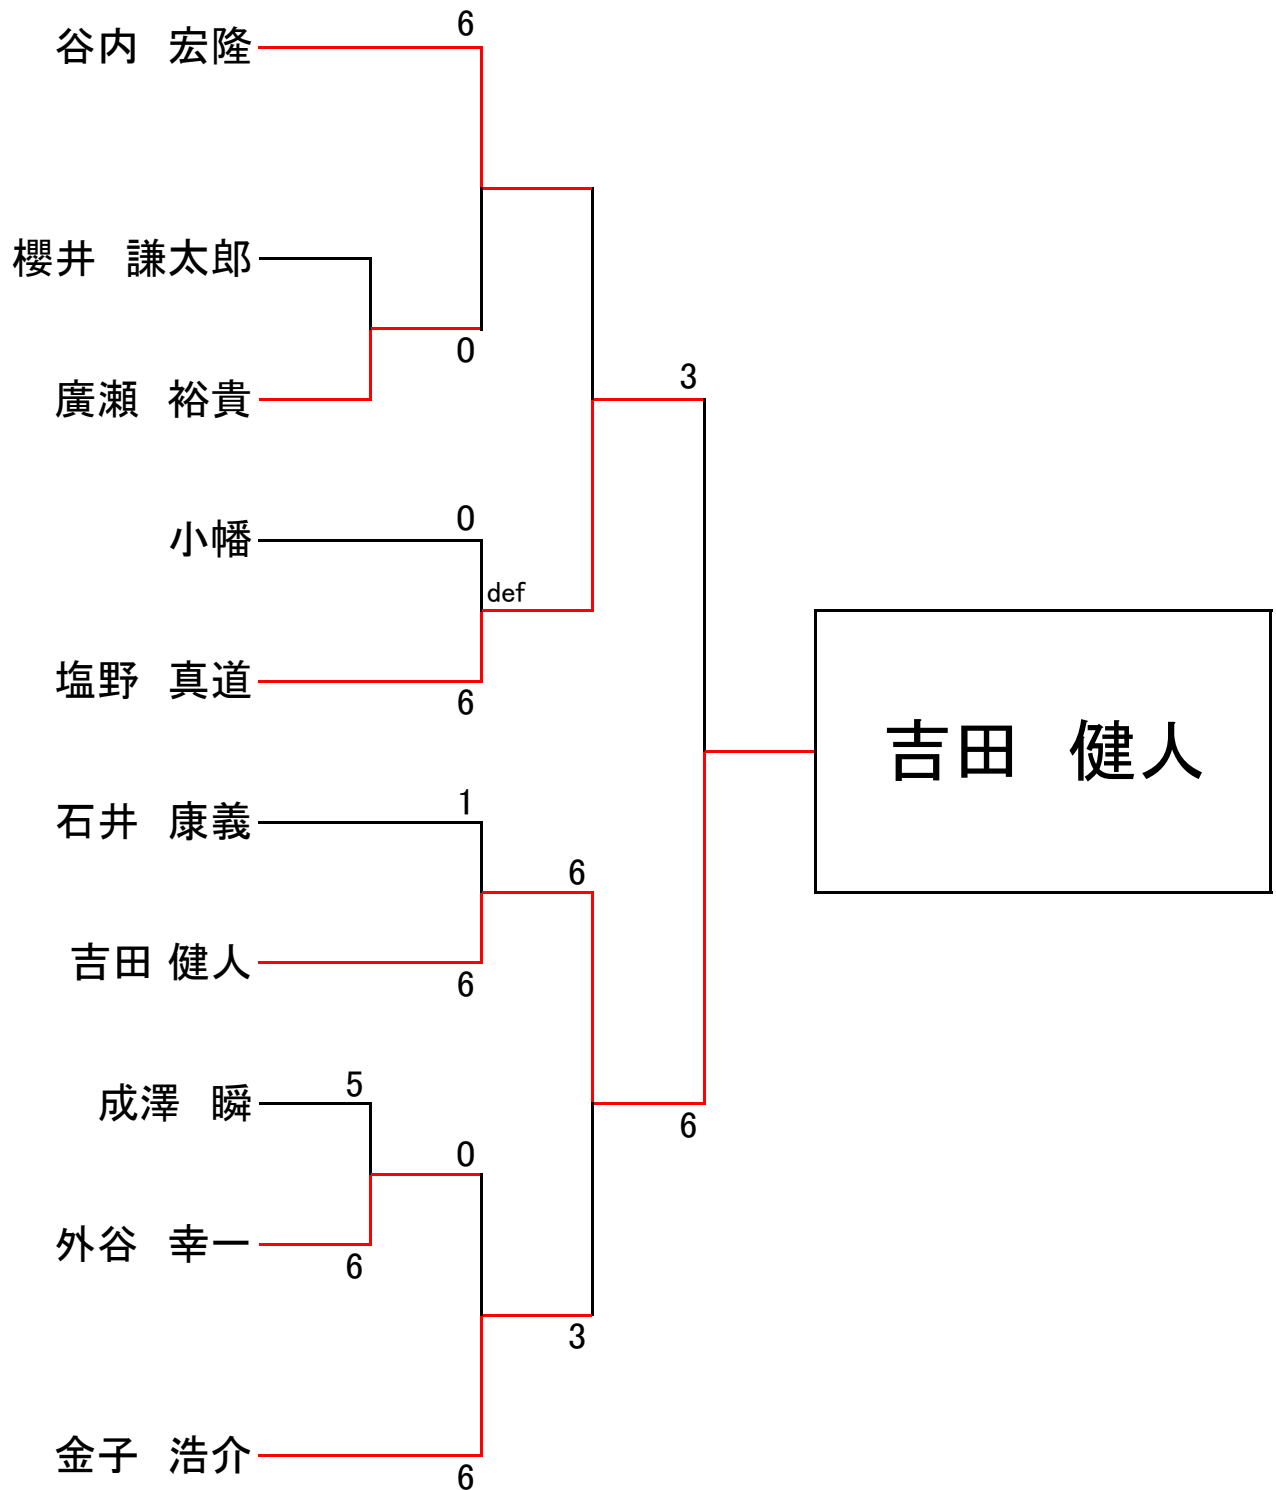 6
谷内　宏隆
櫻井　謙太郎
0
3
廣瀬　裕貴
0
小幡
def
塩野　真道
6
吉田　健人
1
石井　康義
6
吉田 健人
6
5
成澤　瞬
6
0
外谷　幸一
6
3
金子　浩介
6